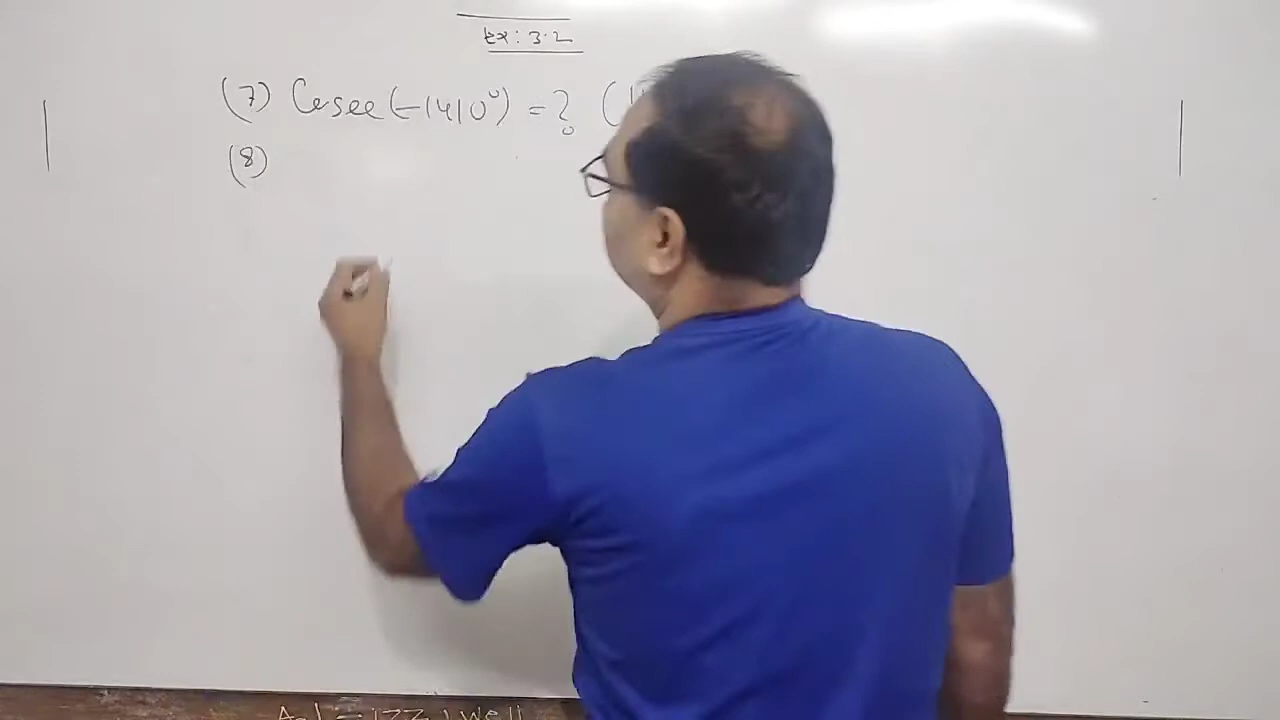 Ex: 3.2
(7) Cosec (-1410°) = ?
(8)